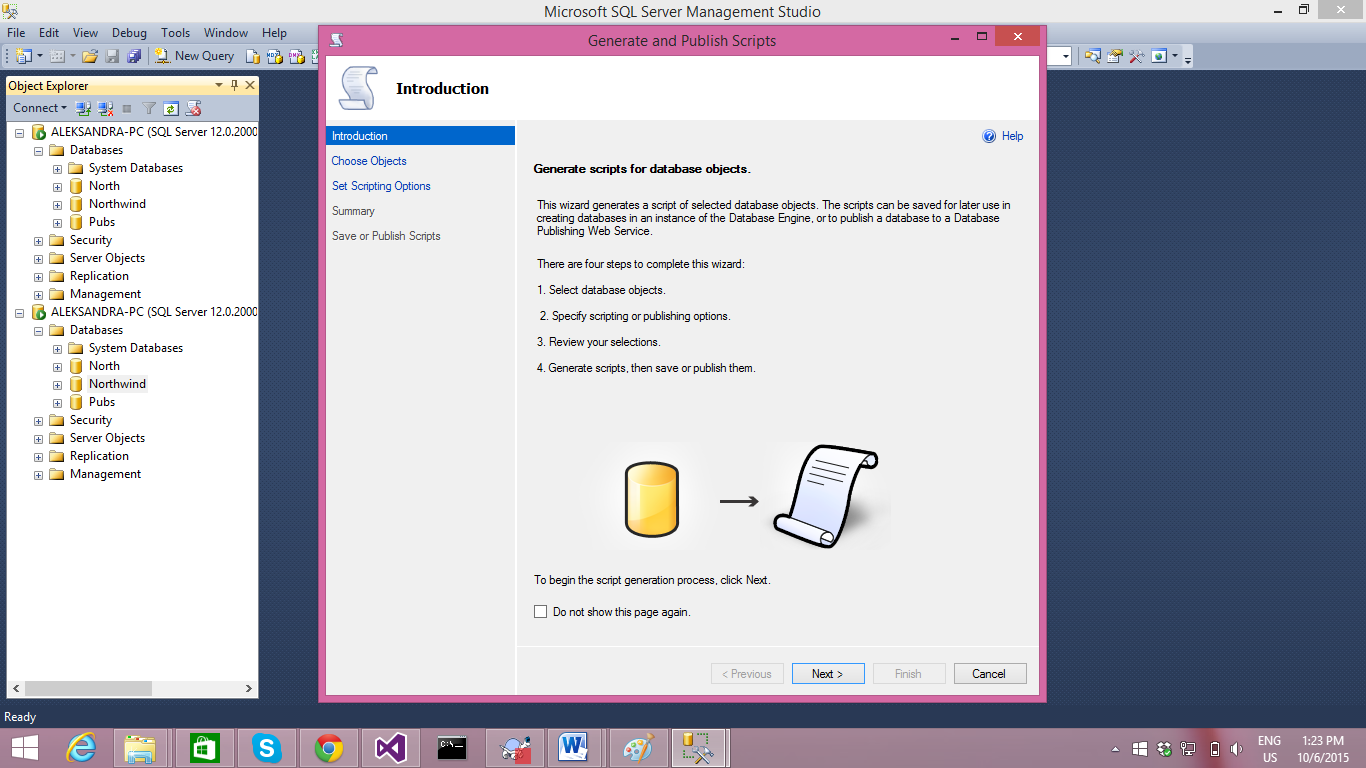 Microsoft SQL Server Management Studio
File Edit View Debug Tools Window Help
New Query
Object Explorer
Connect
ALEKSANDRA-PC (SQL Server 12.0.2000
Databases
System Databases
North
Northwind
Pubs
Security
Server Objects
Replication
Management
ALEKSANDRA-PC (SQL Server 12.0.2000
Databases
System Databases
North
Northwind
Pubs
Security
Server Objects
Replication
Management
Generate and Publish Scripts
Introduction
Introduction
Choose Objects
Set Scripting Options
Summary
Save or Publish Scripts
Help
Generate scripts for database objects.
This wizard generates a script of selected database objects. The scripts can be saved for later use in
creating databases in an instance of the Database Engine, or to publish a database to a Database
Publishing Web Service.
There are four steps to complete this wizard:
1. Select database objects.
2. Specify scripting or publishing options.
3. Review your selections.
4. Generate scripts, then save or publish them.
To begin the script generation process, click Next.
Do not show this page again.
< Previous Next > Finish Cancel
Ready
ENG 1:23 PM
US 10/6/2015